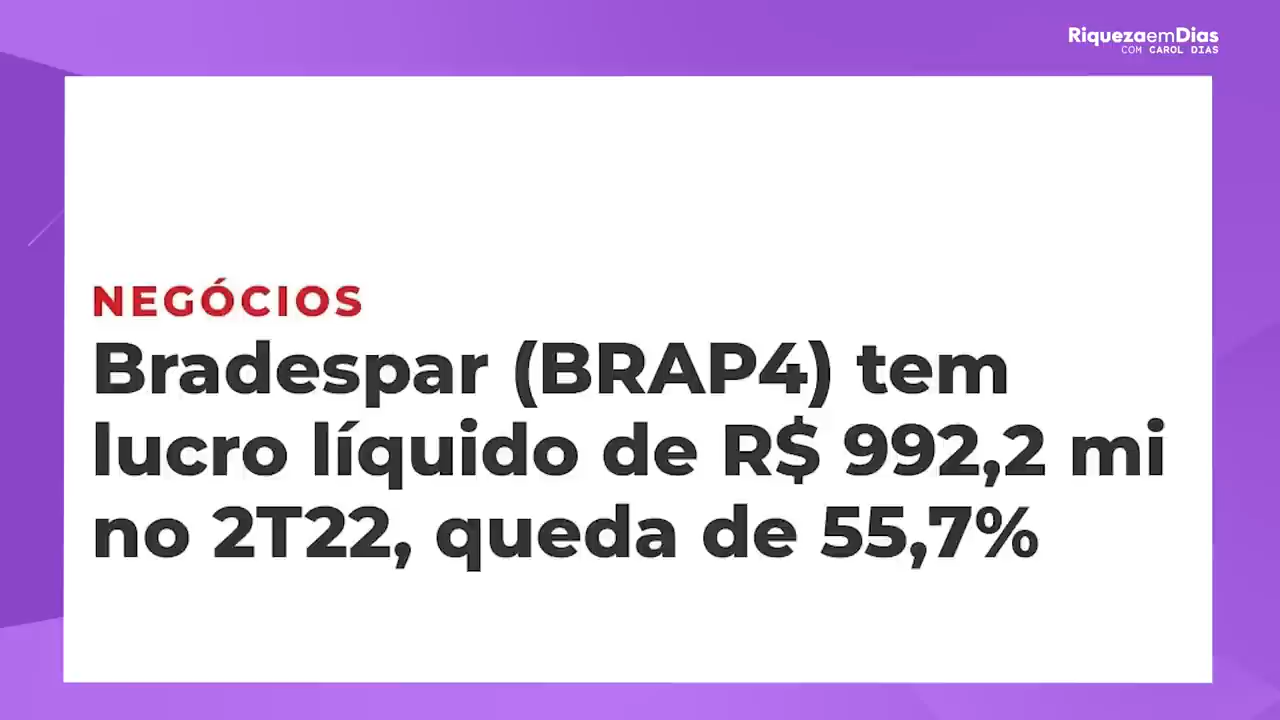 RiquezaemDias
COM CAROL DIAS
NEGÓCIOS
Bradespar (BRAP4) tem
lucro líquido de R$ 992,2 mi
no 2T22, queda de 55,7%